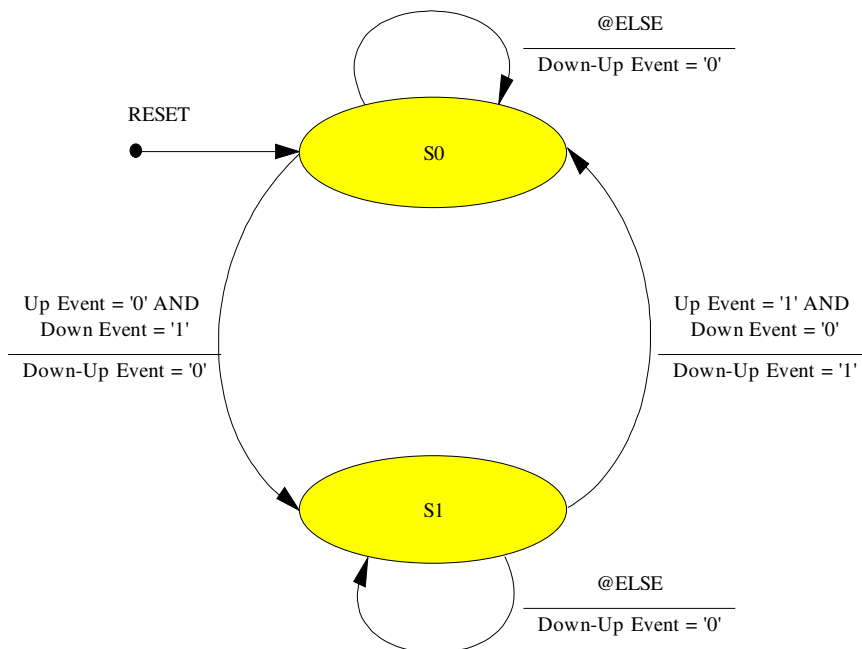 @ELSE
Down-Up Event = '0'
RESET
S0
Up Event = '0' AND
Down Event = '1'
Down-Up Event = '0'
Up Event = '1' AND
Down Event = '0'
Down-Up Event = '1'
S1
@ELSE
Down-Up Event = '0'